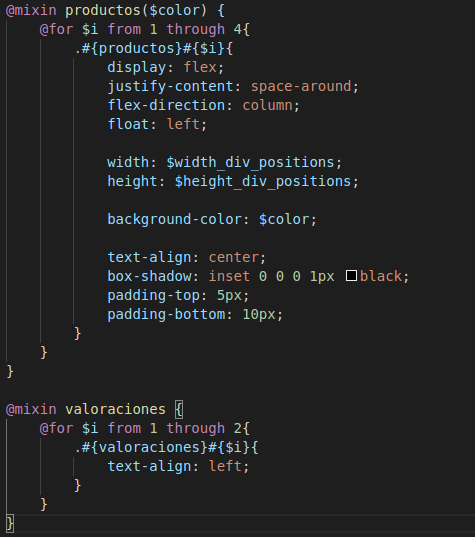 @mixin productos($color) {
    @for $i from 1 through 4{
        .#{productos}#{$i}{
            display: flex;
            justify-content: space-around;
            flex-direction: column;
            float: left;

            width: $width_div_positions;
            height: $height_div_positions;

            background-color: $color;

            text-align: center;
            box-shadow: inset 0 0 0 1px black;
            padding-top: 5px;
            padding-bottom: 10px;
        }
    }
}

@mixin valoraciones {
    @for $i from 1 through 2{
        .#{valoraciones}#{$i}{
            text-align: left;
        }
    }
}